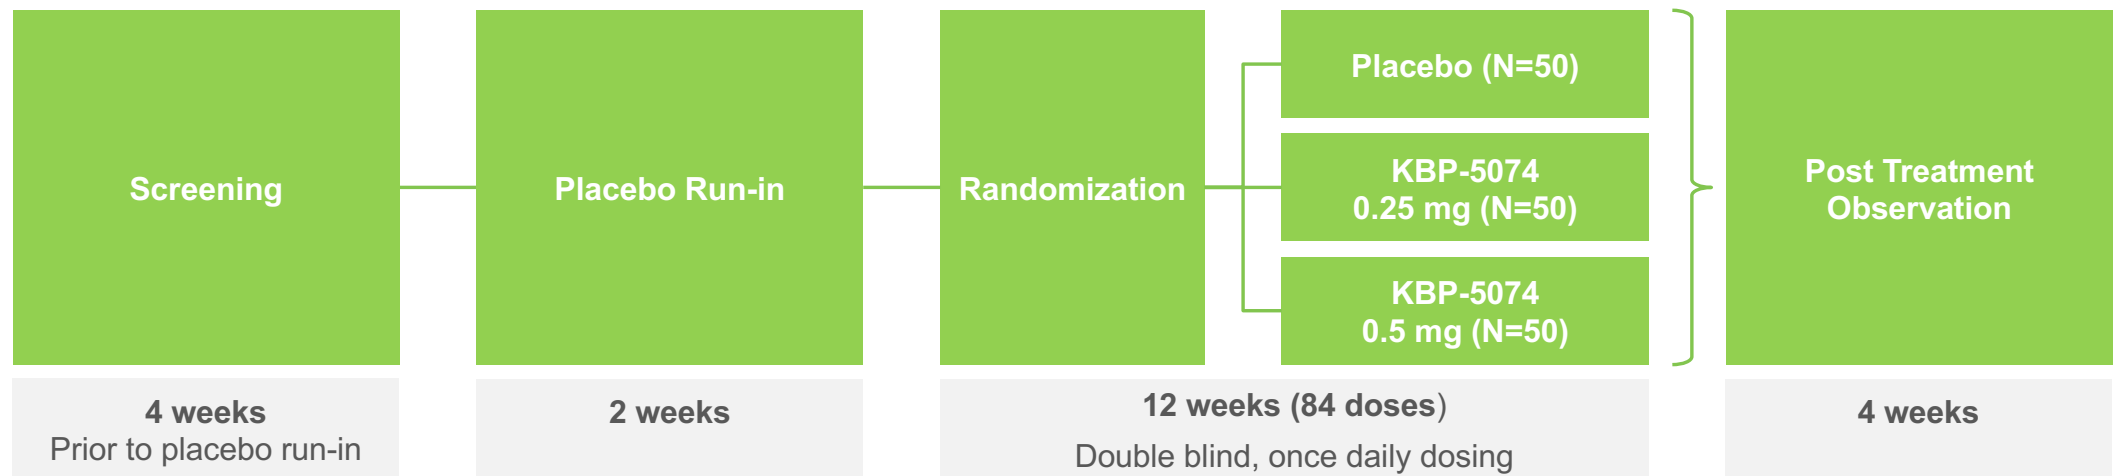 Screening
Placebo Run-in
Randomization
Placebo (N=50)
KBP-5074
0.25 mg (N=50)
KBP-5074
0.5 mg (N=50)
Post Treatment
Observation
4 weeks
Prior to placebo run-in
2 weeks
12 weeks (84 doses)
Double blind, once daily dosing
4 weeks